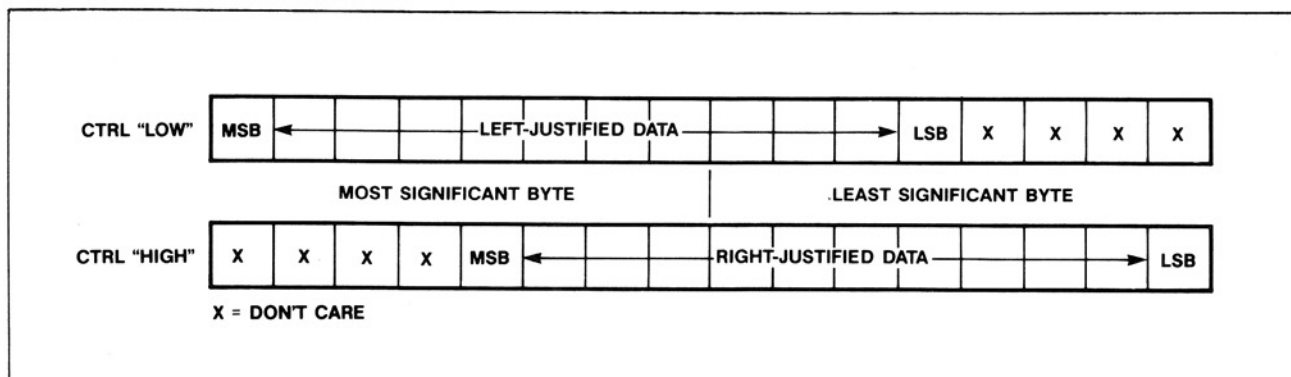 CTRL "LOW" MSB LEFT-JUSTIFIED DATA LSB X X X X
MOST SIGNIFICANT BYTE .LEAST SIGNIFICANT BYTE
CTRL "HIGH" X X X X MSB RIGHT-JUSTIFIED DATA LSB
X = DON'T CARE